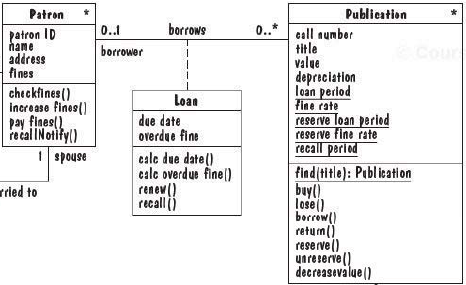 Patron *
patron ID
name
address
fines
checkfines()
increase fines()
pay fines()
recallNotify()
1 spouse
rried to
0..1 borrows 0..*
borrower
Loan
due date
overdue fine
calc due date()
calc overdue fine()
renew()
recall()
Publication *
call number
title
value
depreciation
loan period
fine rate
reserve loan period
reserve fine rate
recall period
find(title): Publication
buy()
lose()
borrow()
return()
reserve()
unreserve()
decreasevalue()
© Cours